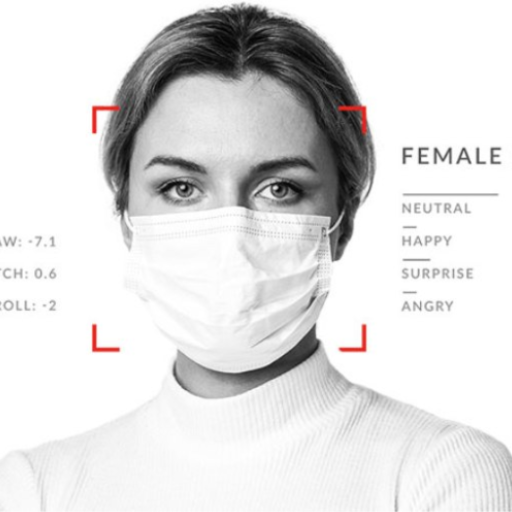 FEMALE
NEUTRAL
AW: -7.1
HAPPY
TCH: 0.6
SURPRISE
ROLL: -2
ANGRY